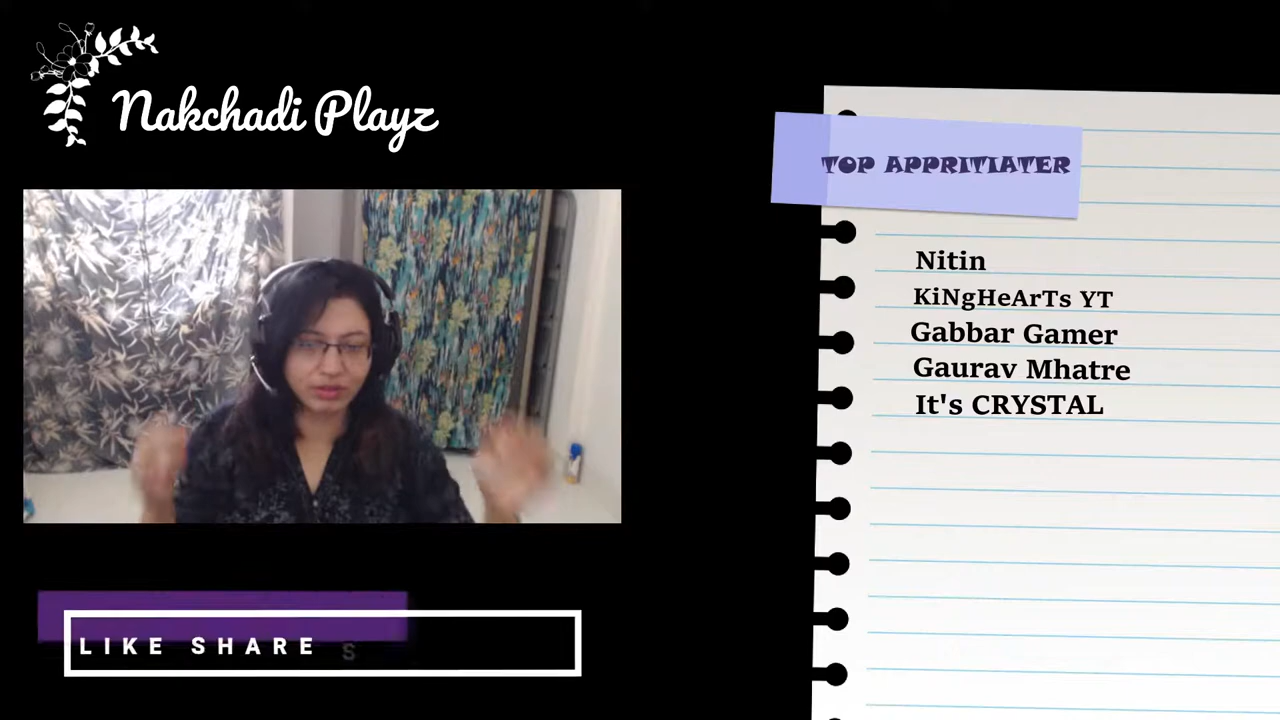 Nakchadi Playz
TOP APPRITIATER
Nitin
KiNgHeArTs YT
Gabbar Gamer
Gaurav Mhatre
It's CRYSTAL
LIKE SHARE S